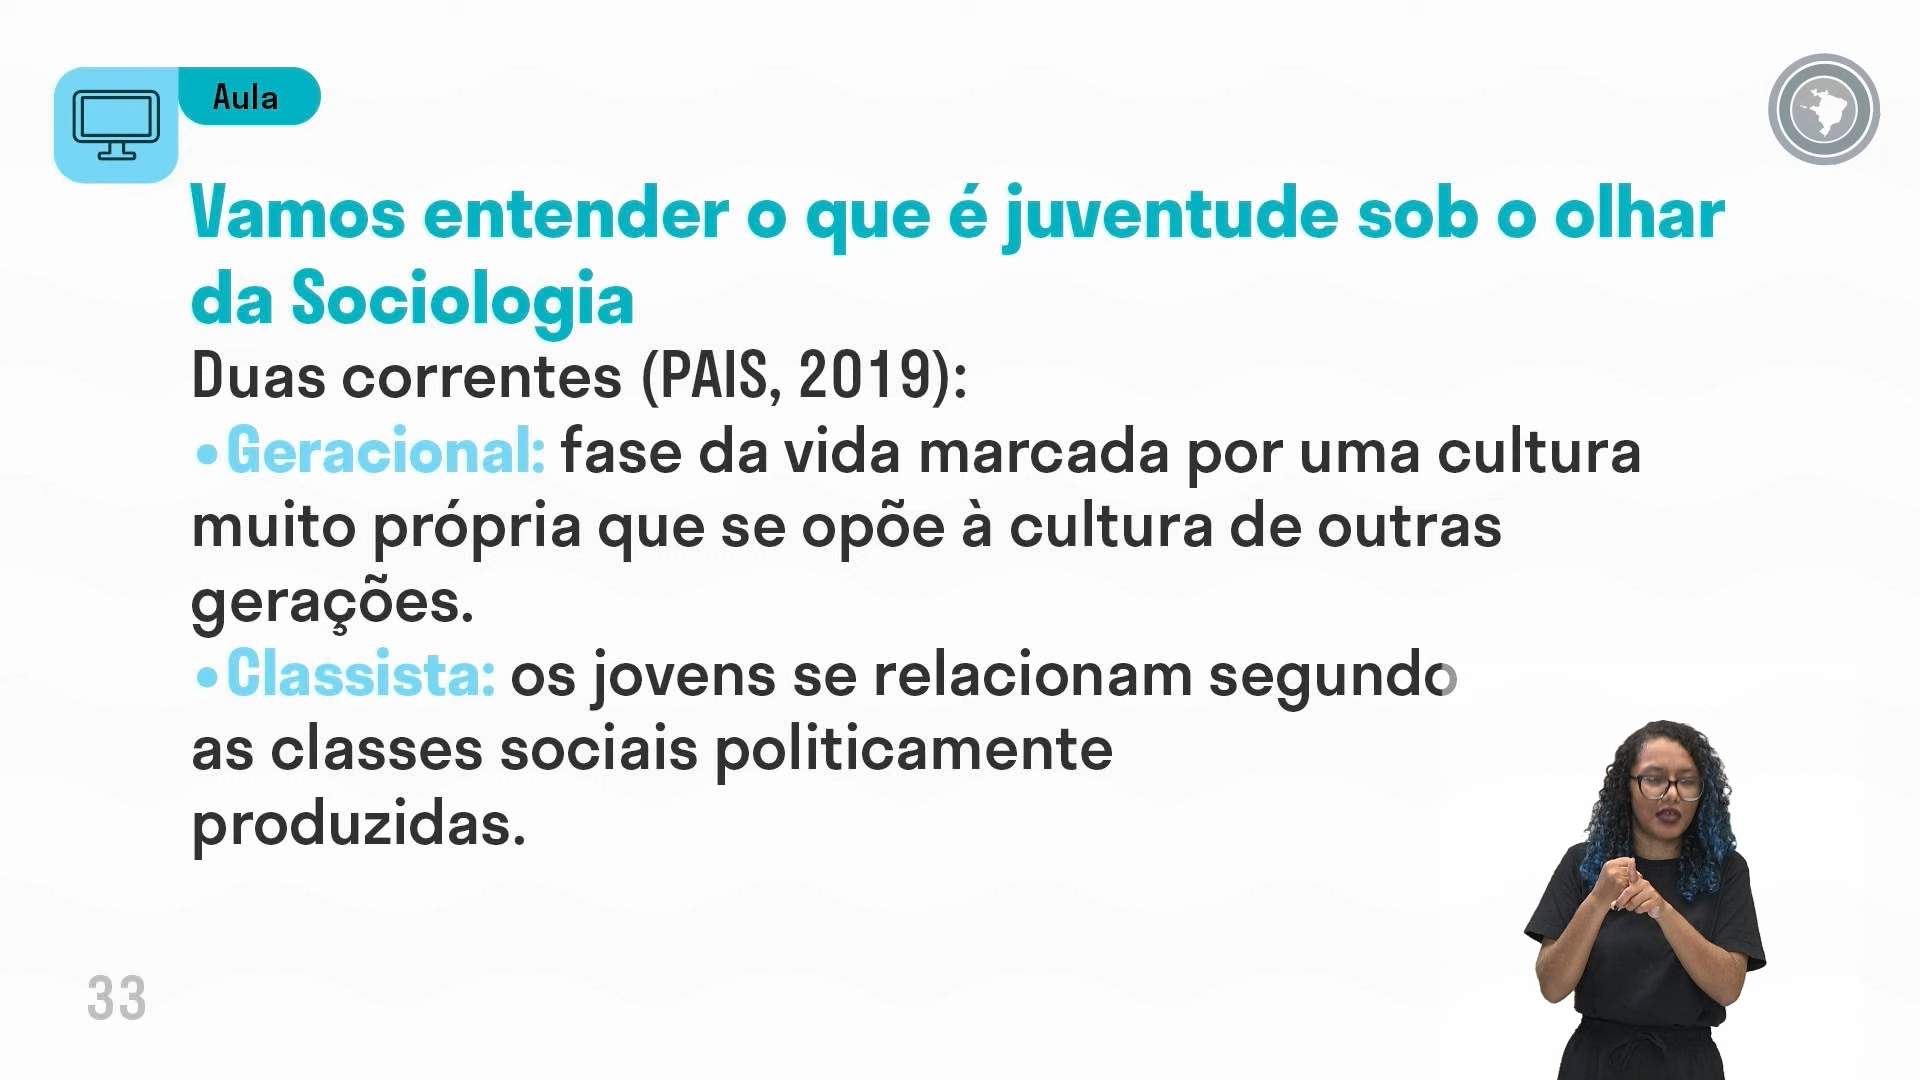 Aula
Vamos entender o que é juventude sob o olhar
da Sociologia
Duas correntes (PAIS, 2019):
•Geracional: fase da vida marcada por uma cultura
muito própria que se opõe à cultura de outras
gerações.
•Classista: os jovens se relacionam segundo
as classes sociais politicamente
produzidas.
33